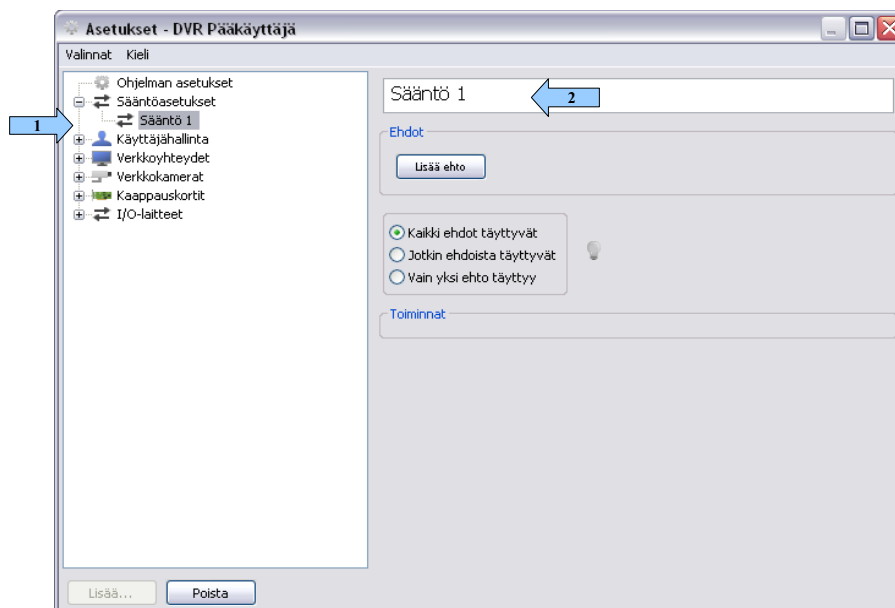 Asetukset - DVR Pääkäyttäjä
Valinnat Kieli
Ohjelman asetukset
Sääntöasetukset
Sääntö 1
Käyttäjähallinta
Verkkoyhteydet
Verkkokamerat
Kaappauskortit
I/O-laitteet
1
Sääntö 1
2
Ehdot
Lisää ehto
Kaikki ehdot täyttyvät
Jotkin ehdoista täyttyvät
Vain yksi ehto täyttyy
Toiminnat
Lisää... Poista